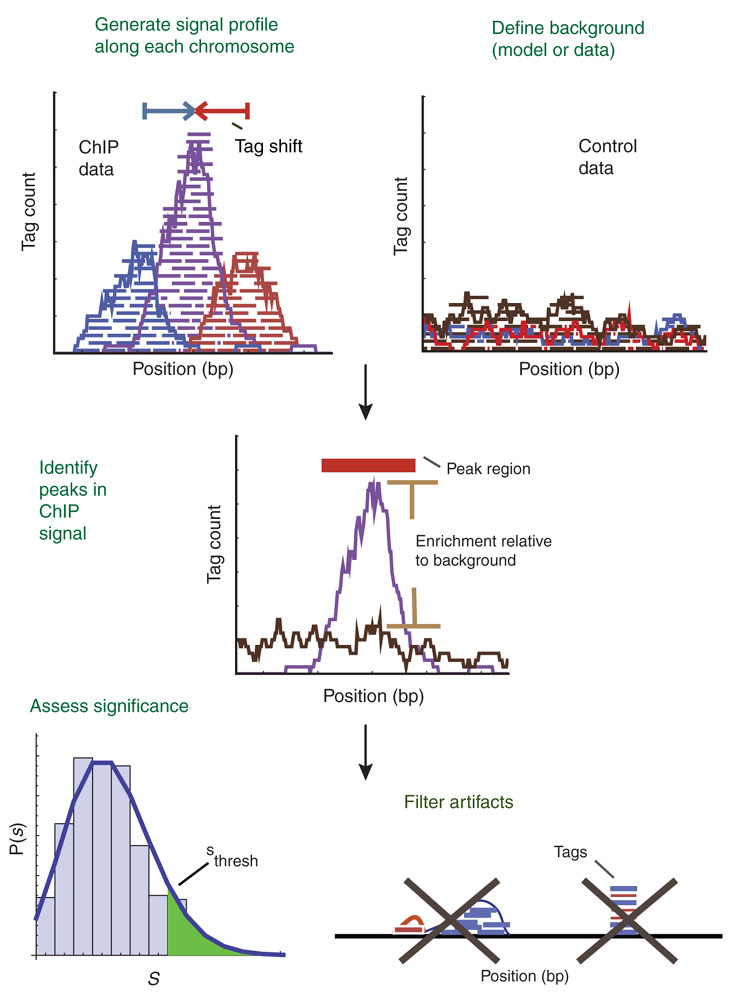 Generate signal profile
along each chromosome
Define background
(model or data)
ChIP
data
Tag shift
Tag count
Position (bp)
Control
data
Tag count
Position (bp)
Identify
peaks in
ChIP
signal
Peak region
Enrichment relative
to background
Tag count
Position (bp)
Assess significance
P(s)
s
thresh
S
Filter artifacts
Tags
Position (bp)